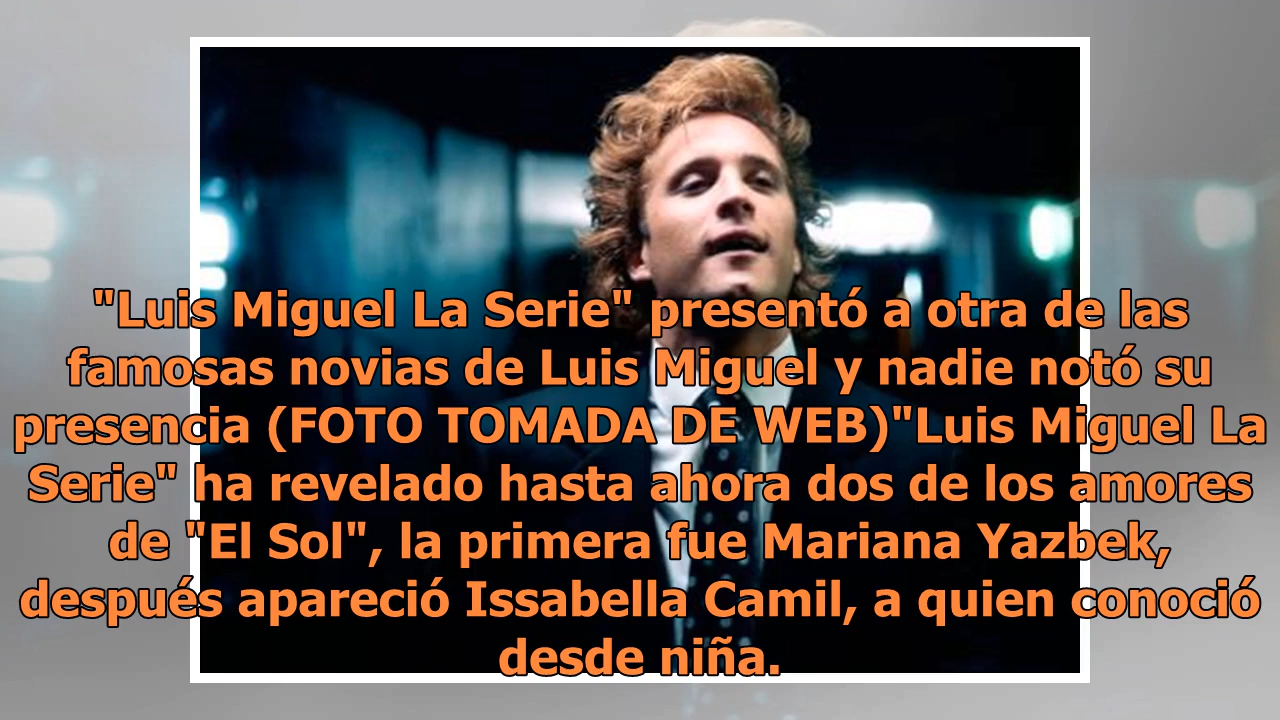 "Luis Miguel La Serie" presentó a otra de las
famosas novias de Luis Miguel y nadie notó su
presencia (FOTO TOMADA DE WEB)"Luis Miguel La
Serie" ha revelado hasta ahora dos de los amores
de "El Sol", la primera fue Mariana Yazbek,
después apareció Issabella Camil, a quien conoció
desde niña.